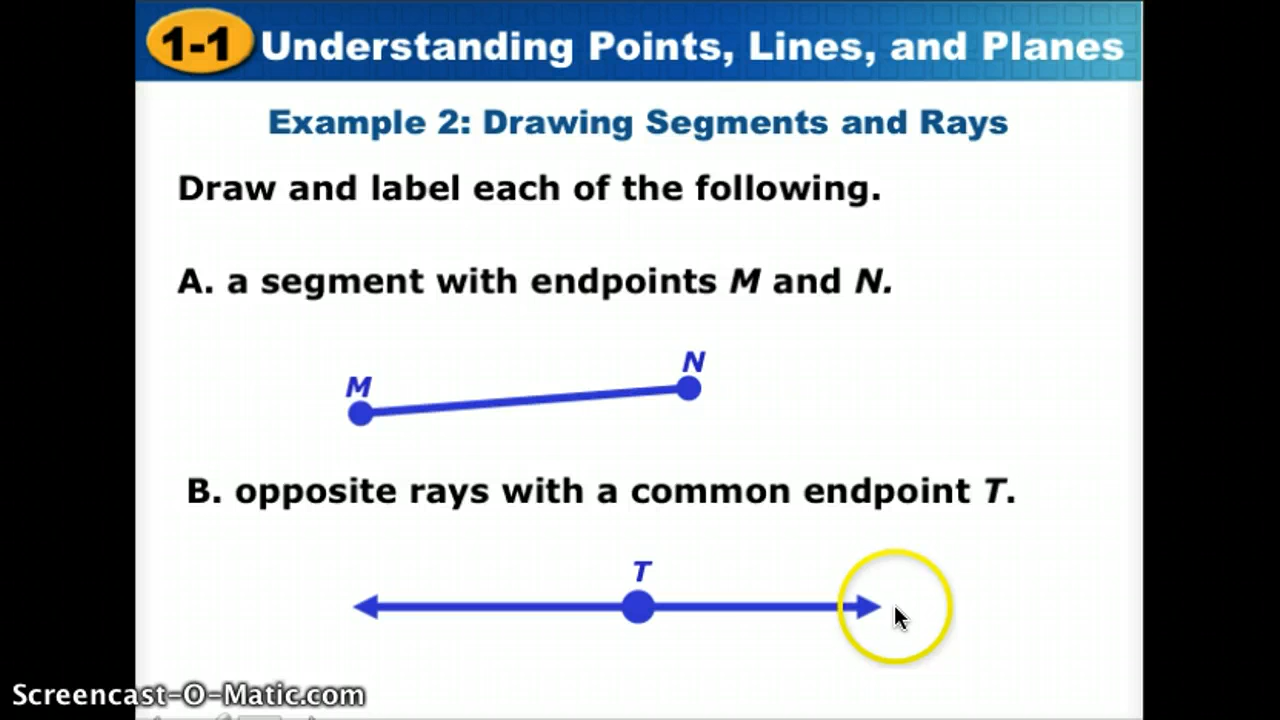 1-1 Understanding Points, Lines, and Planes
Example 2: Drawing Segments and Rays
Draw and label each of the following.
A. a segment with endpoints M and N.
M
N
B. opposite rays with a common endpoint T.
T
Screencast-O-Matic.com